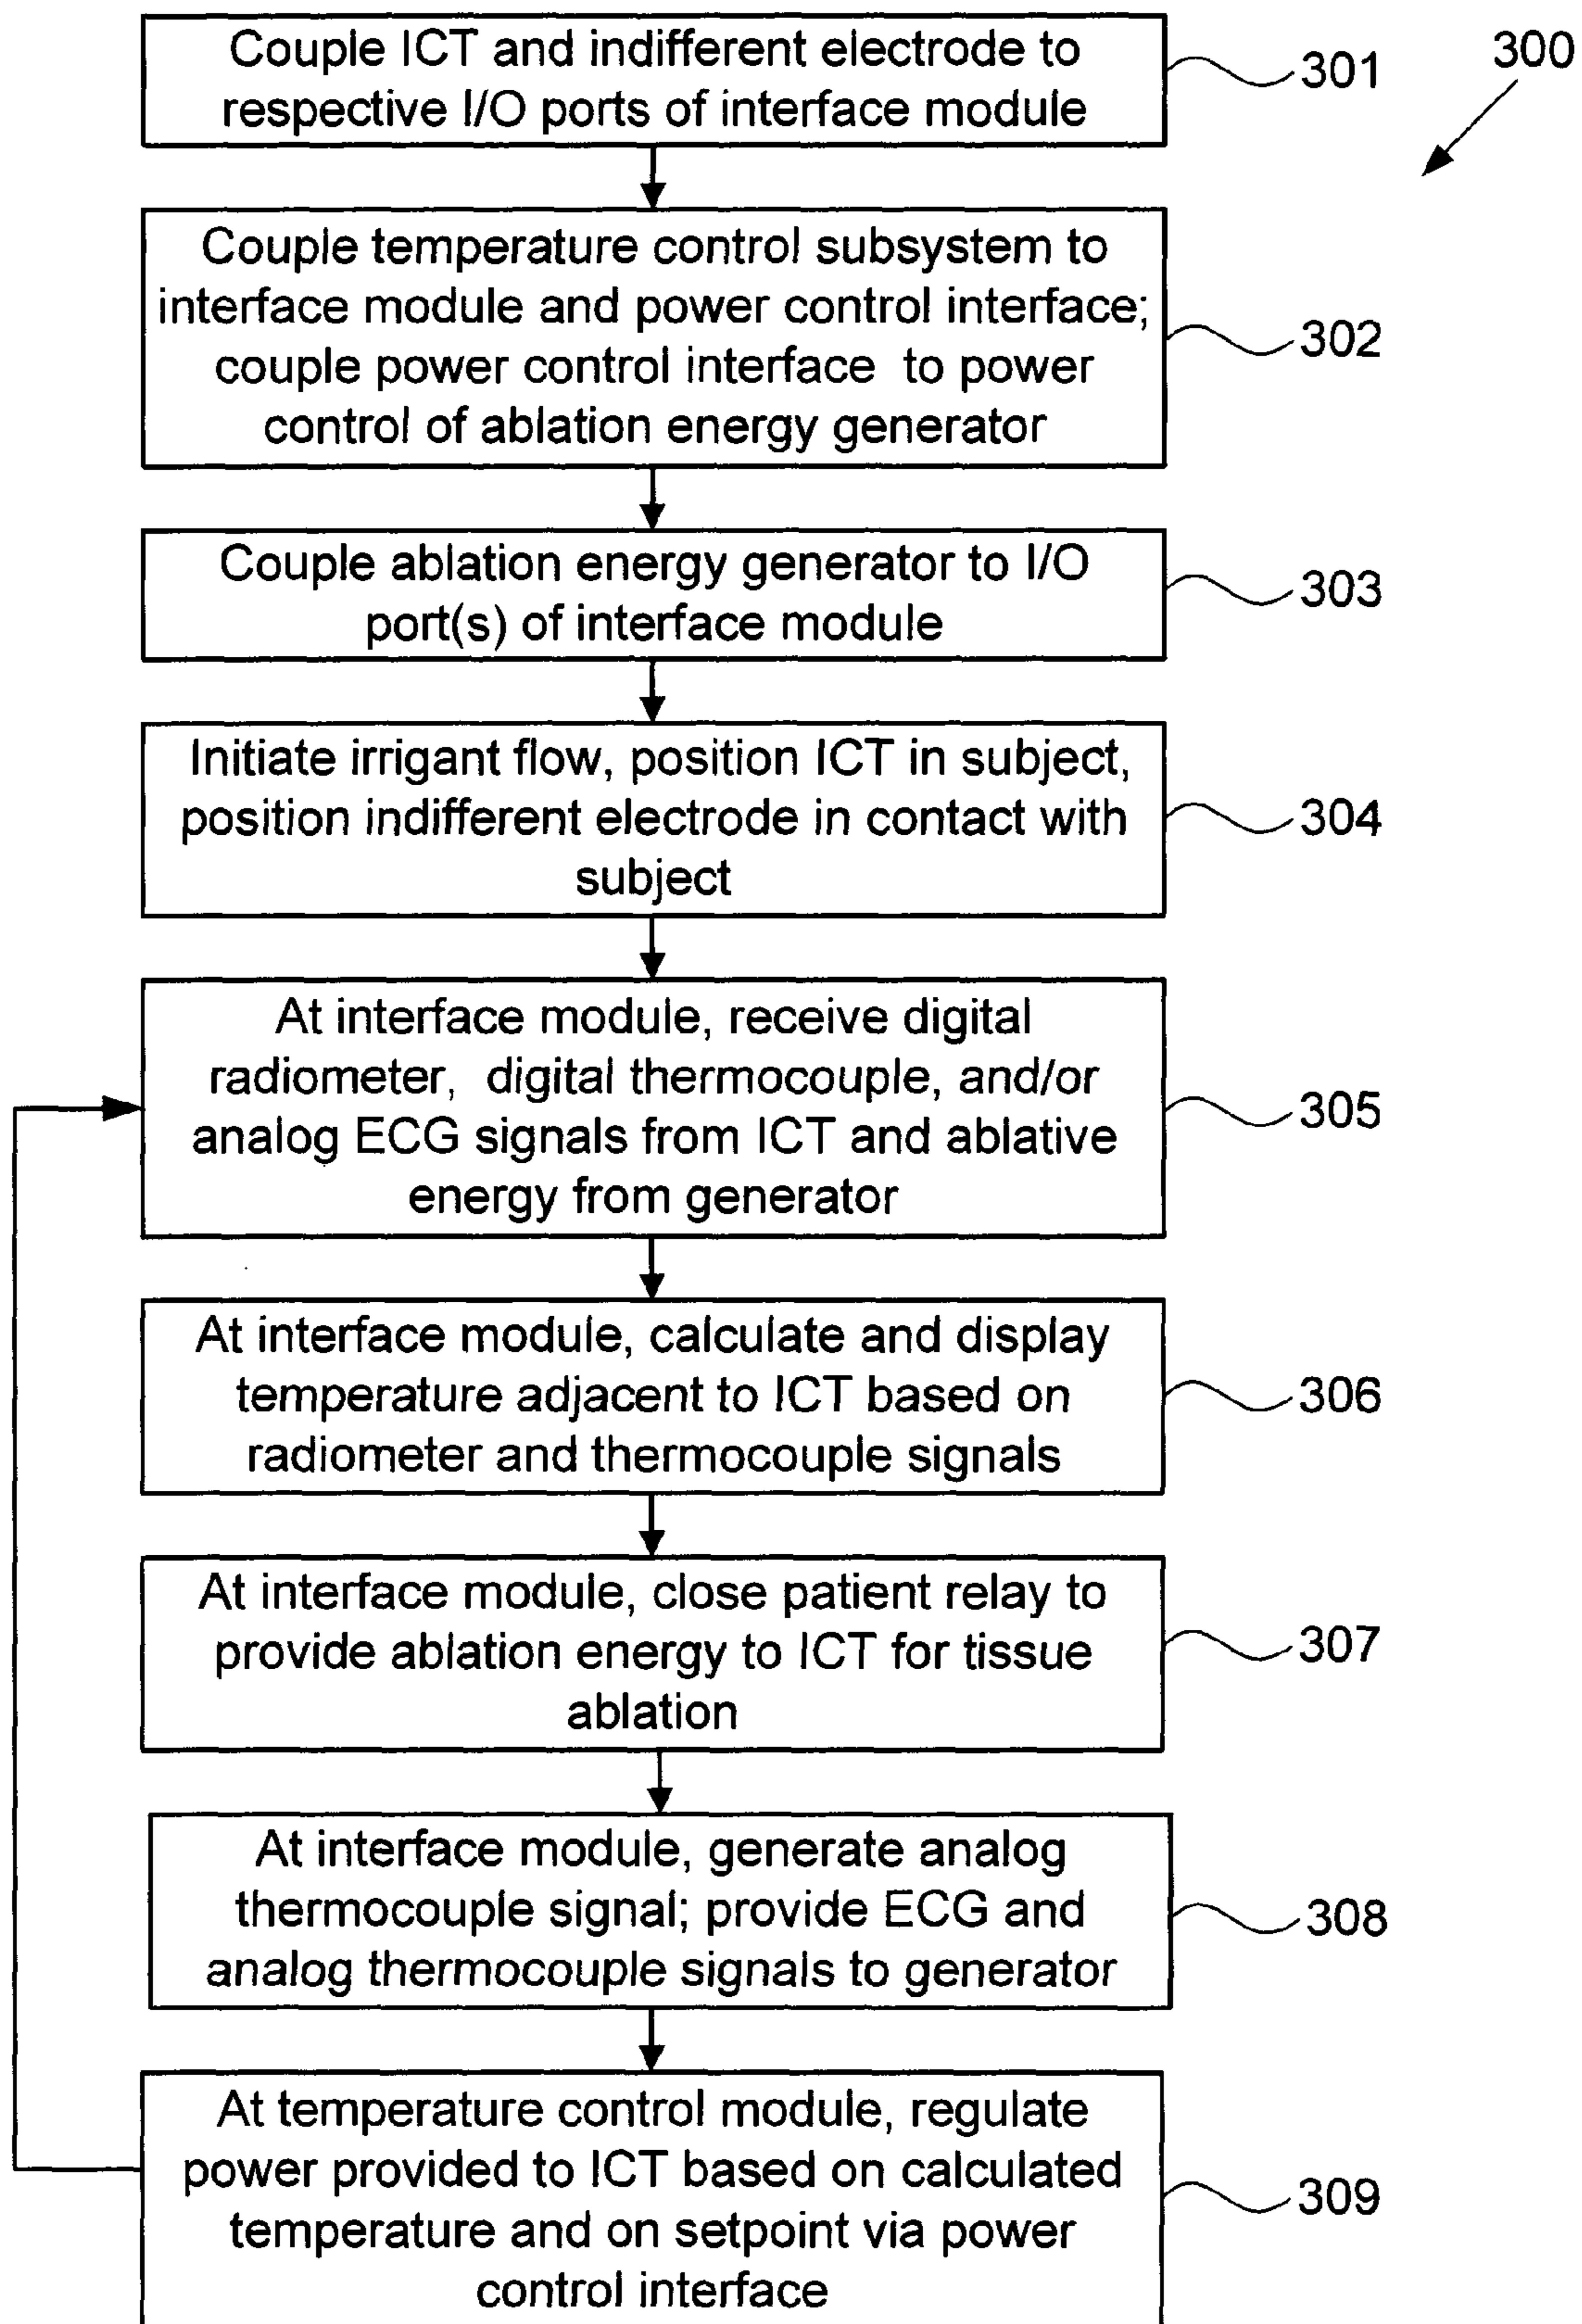 Couple ICT and indifferent electrode to
respective I/O ports of interface module
301
300
Couple temperature control subsystem to
interface module and power control interface;
couple power control interface to power
control of ablation energy generator
302
Couple ablation energy generator to I/O
port(s) of interface module
303
Initiate irrigant flow, position ICT in subject,
position indifferent electrode in contact with
subject
304
At interface module, receive digital
radiometer, digital thermocouple, and/or
analog ECG signals from ICT and ablative
energy from generator
305
At interface module, calculate and display
temperature adjacent to ICT based on
radiometer and thermocouple signals
306
At interface module, close patient relay to
provide ablation energy to ICT for tissue
ablation
307
At interface module, generate analog
thermocouple signal; provide ECG and
analog thermocouple signals to generator
308
At temperature control module, regulate
power provided to ICT based on calculated
temperature and on setpoint via power
control interface
309